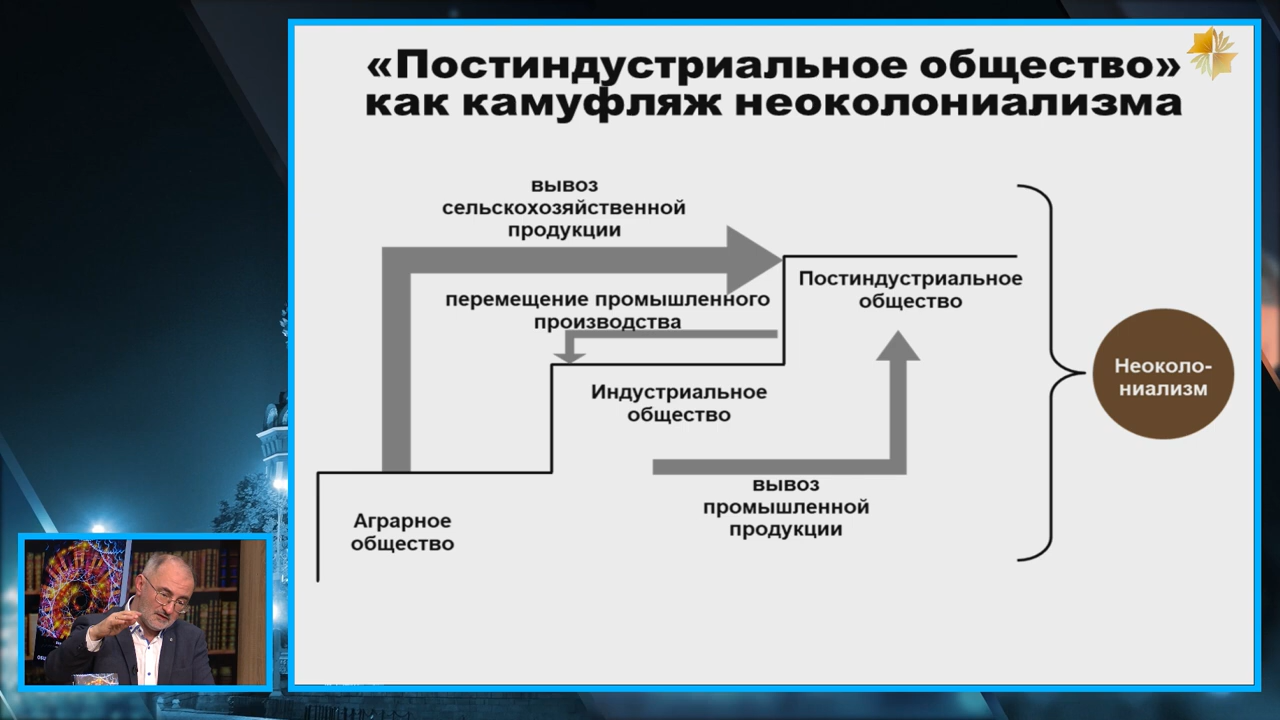 «Постиндустриальное общество»
как камуфляж неоколониализма
вывоз
сельскохозяйственной
продукции
перемещение промышленного
производства
Постиндустриальное
общество
Индустриальное
общество
Неоколо-
ниализм
вывоз
промышленной
продукции
Аграрное
общество